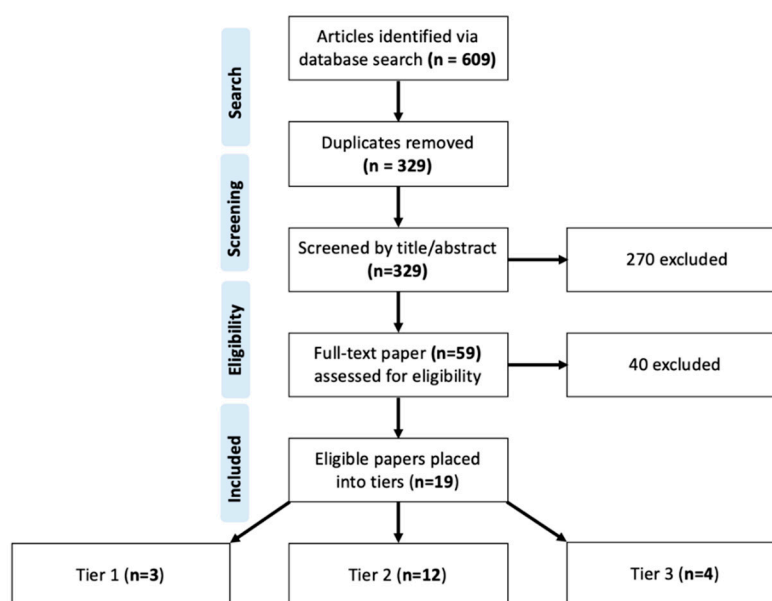 Search
Screening
Eligibility
Included
Articles identified via
database search (n = 609)
Duplicates removed
(n = 329)
Screened by title/abstract
(n=329)
270 excluded
Full-text paper (n=59)
assessed for eligibility
40 excluded
Eligible papers placed
into tiers (n=19)
Tier 1 (n=3)
Tier 2 (n=12)
Tier 3 (n=4)